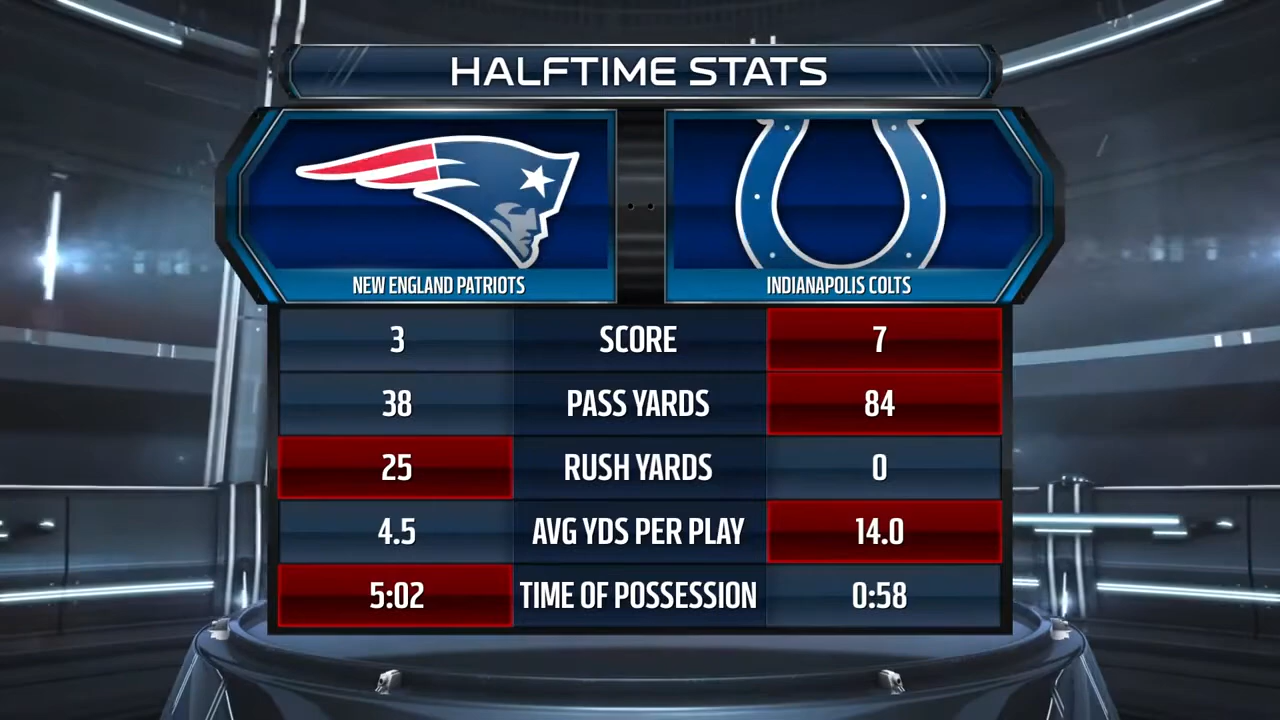 HALFTIME STATS
NEW ENGLAND PATRIOTS
INDIANAPOLIS COLTS
3 SCORE 7
38 PASS YARDS 84
25 RUSH YARDS 0
4.5 AVG YDS PER PLAY 14.0
5:02 TIME OF POSSESSION 0:58